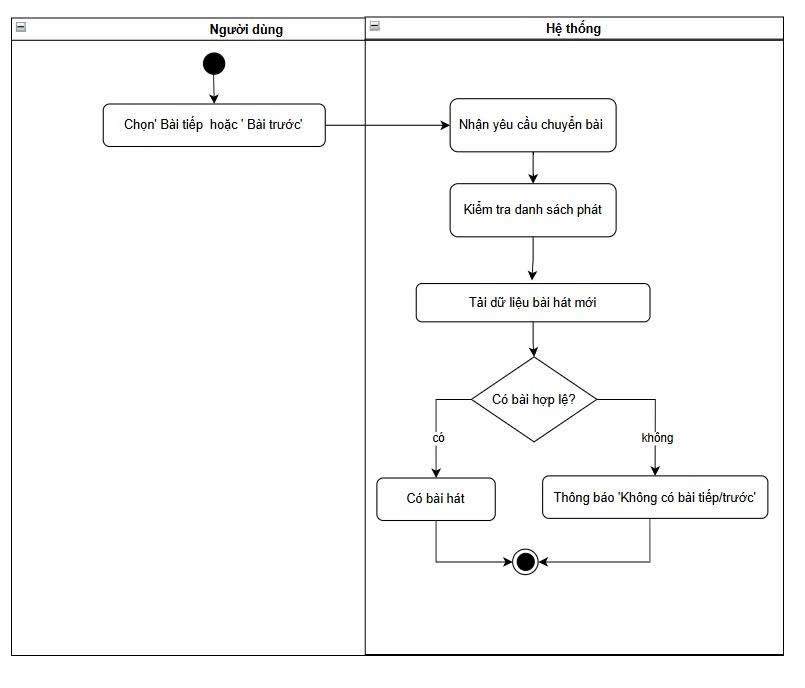 Người dùng
Hệ thống
Chọn' Bài tiếp hoặc ' Bài trước'
Nhận yêu cầu chuyển bài
Kiểm tra danh sách phát
Tải dữ liệu bài hát mới
Có bài hợp lệ?
có
không
Có bài hát
Thông báo 'Không có bài tiếp/trước'